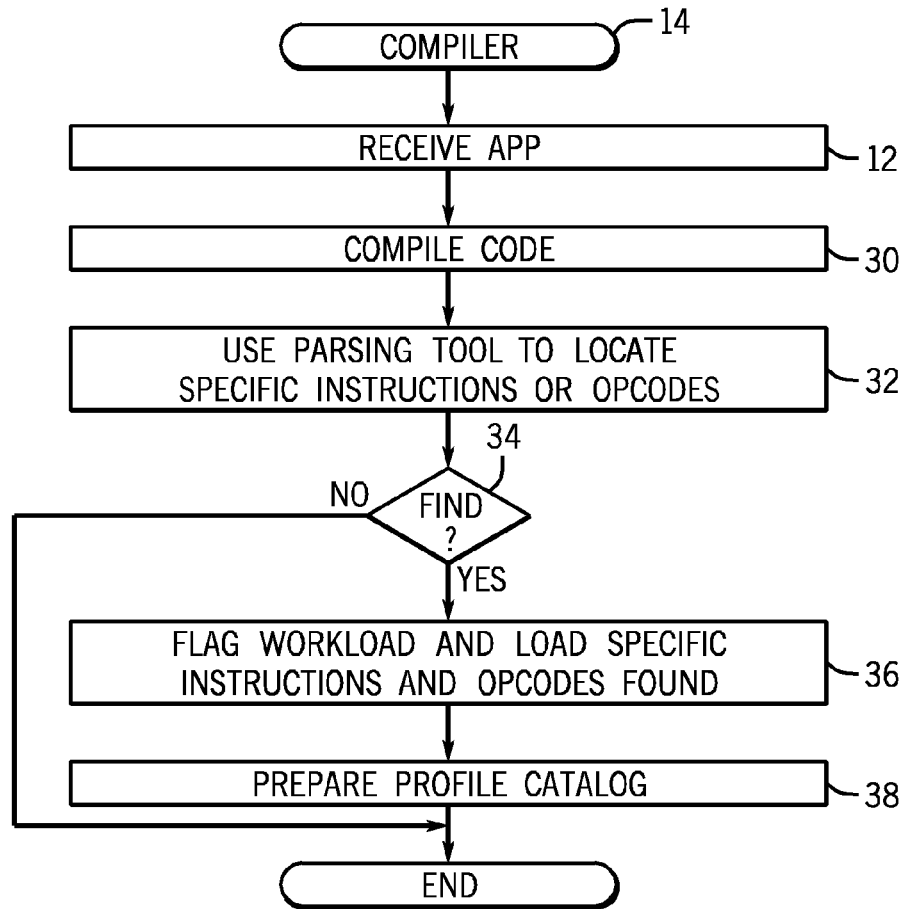 COMPILER
14
RECEIVE APP
12
COMPILE CODE
30
USE PARSING TOOL TO LOCATE
SPECIFIC INSTRUCTIONS OR OPCODES
32
34
NO
FIND
?
YES
FLAG WORKLOAD AND LOAD SPECIFIC
INSTRUCTIONS AND OPCODES FOUND
36
PREPARE PROFILE CATALOG
38
END